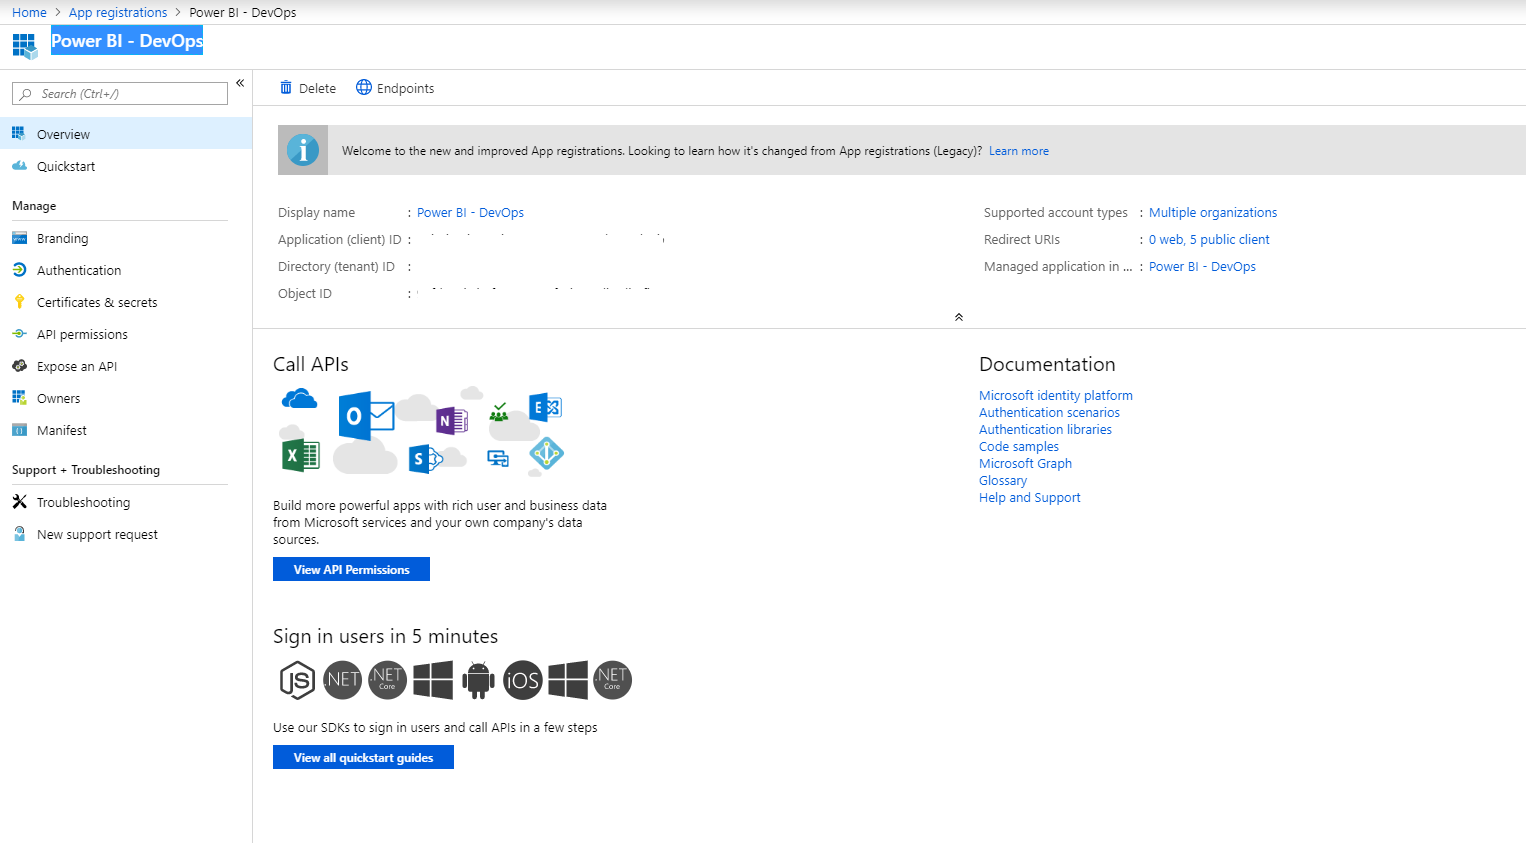 Home > App registrations > Power BI - DevOps
Power BI - DevOps
Search (Ctrl+/)
«
Overview
Quickstart
Manage
Branding
Authentication
Certificates & secrets
API permissions
Expose an API
Owners
Manifest
Support + Troubleshooting
Troubleshooting
New support request
Delete
Endpoints
Welcome to the new and improved App registrations. Looking to learn how it's changed from App registrations (Legacy)? Learn more
Display name : Power BI - DevOps
Application (client) ID :
Directory (tenant) ID :
Object ID :
Supported account types : Multiple organizations
Redirect URIs : 0 web, 5 public client
Managed application in ... : Power BI - DevOps
Call APIs
O
N
E
X
S
Build more powerful apps with rich user and business data
from Microsoft services and your own company's data
sources.
View API Permissions
Sign in users in 5 minutes
JS
.NET
.NET
Core
iOS
.NET
Core
Use our SDKs to sign in users and call APIs in a few steps
View all quickstart guides
Documentation
Microsoft identity platform
Authentication scenarios
Authentication libraries
Code samples
Microsoft Graph
Glossary
Help and Support